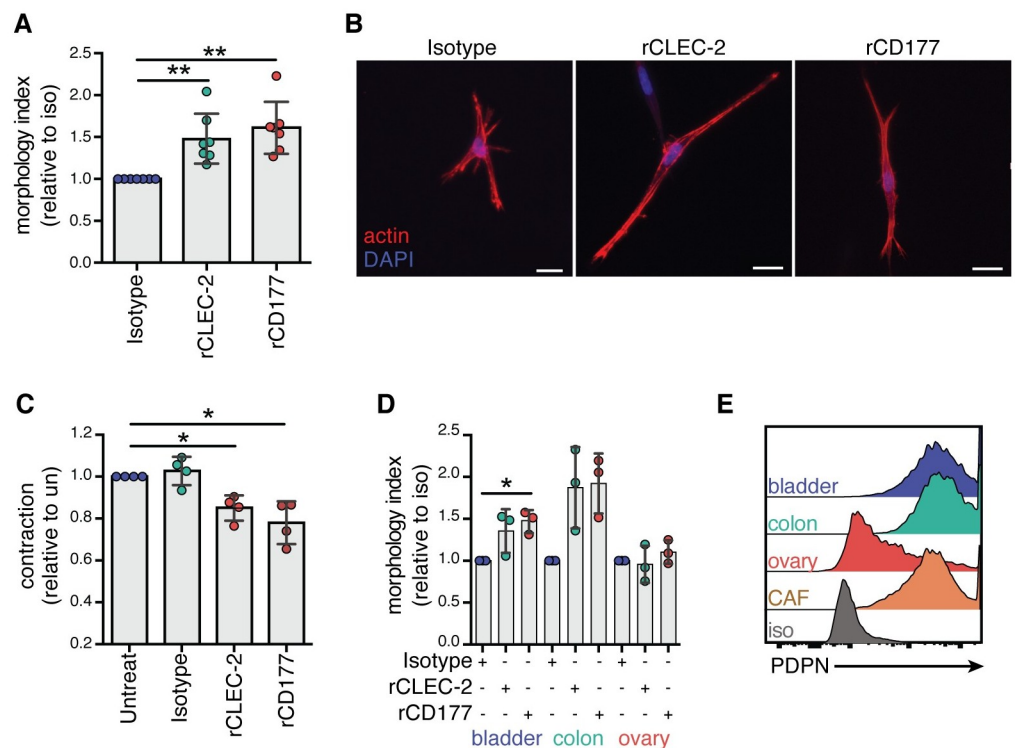 A
morphology index
(relative to iso)
2.5
2.0
1.5
1.0
0.5
0.0
**
**
Isotype
rCLEC-2
rCD177
B
Isotype rCLEC-2 rCD177
actin
DAPI
C
contraction
(relative to un)
1.2
1.0
0.8
0.6
0.4
0.2
*
*
Untreat
Isotype
rCLEC-2
rCD177
D
morphology index
(relative to iso)
2.5
2.0
1.5
1.0
0.5
0.0
*
Isotype + - - + - - + - -
rCLEC-2 - + - - + - - + -
rCD177 - - + - - + - - +
bladder colon ovary
E
bladder
colon
ovary
CAF
iso
PDPN